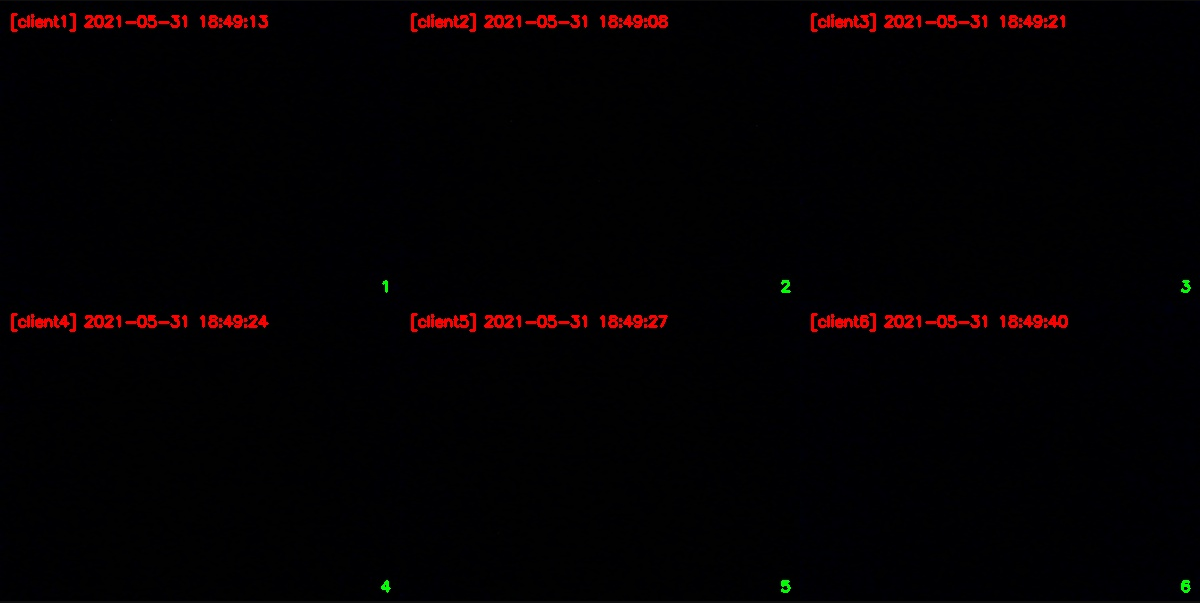 [client1] 2021-05-31 18:49:13
[client2] 2021-05-31 18:49:08
[client3] 2021-05-31 18:49:21
1
2
3
[client4] 2021-05-31 18:49:24
[client5] 2021-05-31 18:49:27
[client6] 2021-05-31 18:49:40
4
5
6